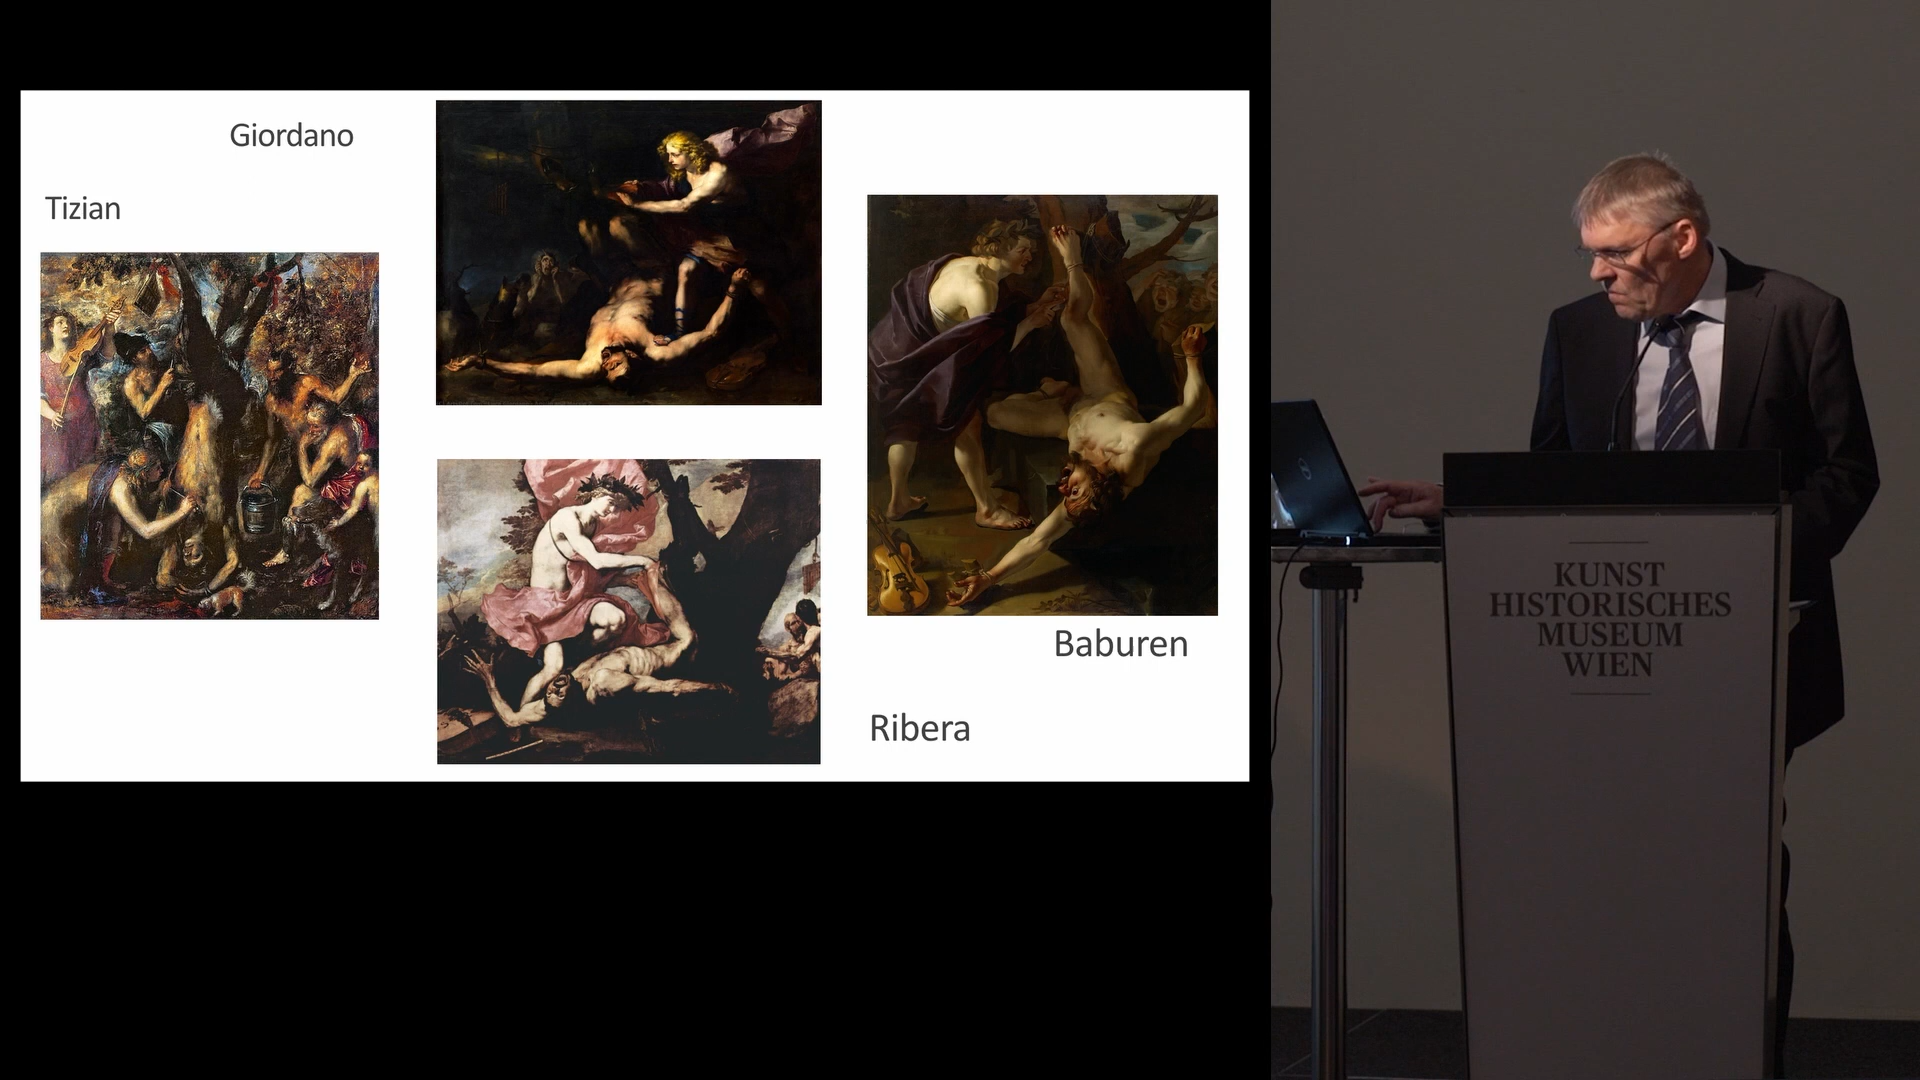 Giordano
Tizian
Baburen
Ribera
KUNST
HISTORISCHES
MUSEUM
WIEN